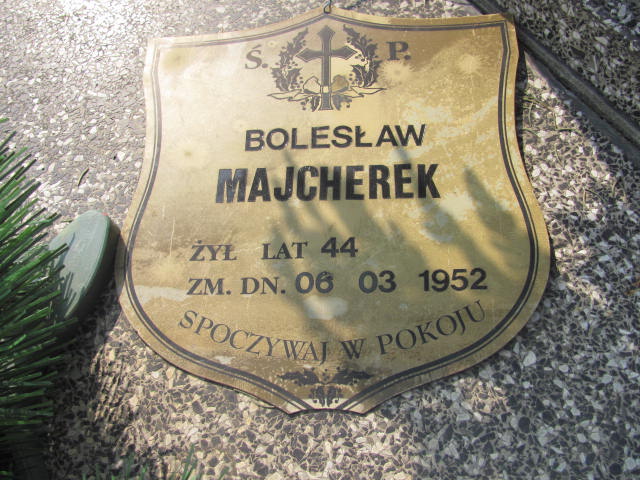 Ś. P.
BOLESŁAW
MAJCHEREK
ŻYŁ LAT 44
ZM. DN. 06 03 1952
SPOCZYWAJ W POKOJU